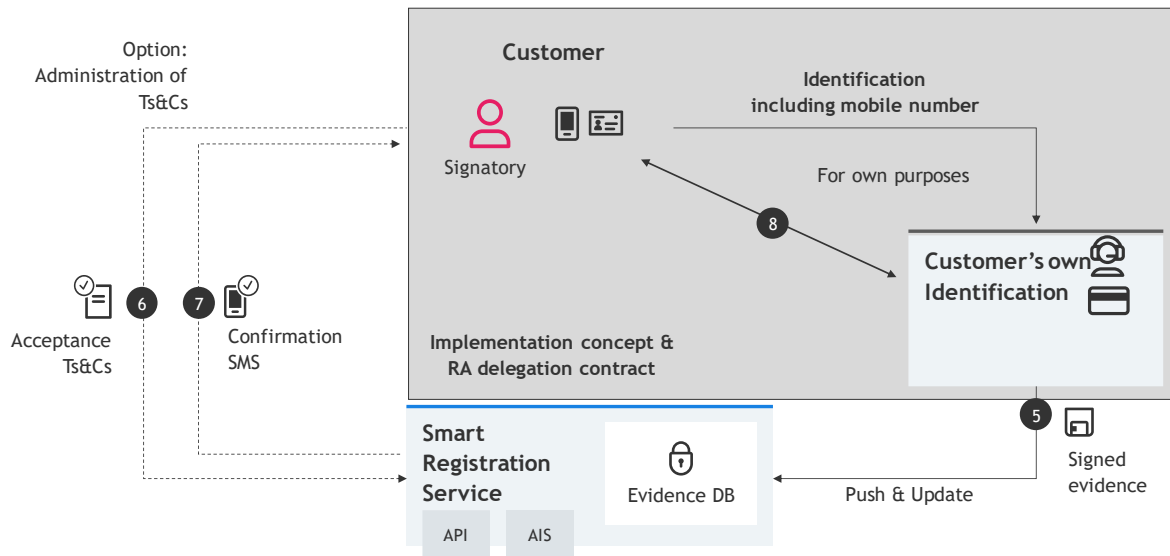 Option:
Administration of
Ts&Cs
Customer
Signatory
Identification
including mobile number
For own purposes
8
Customer's own
Identification
6
7
Acceptance
Ts&Cs
Confirmation
SMS
Implementation concept &
RA delegation contract
5
Signed
evidence
Smart
Registration
Service
Evidence DB
Push & Update
API
AIS